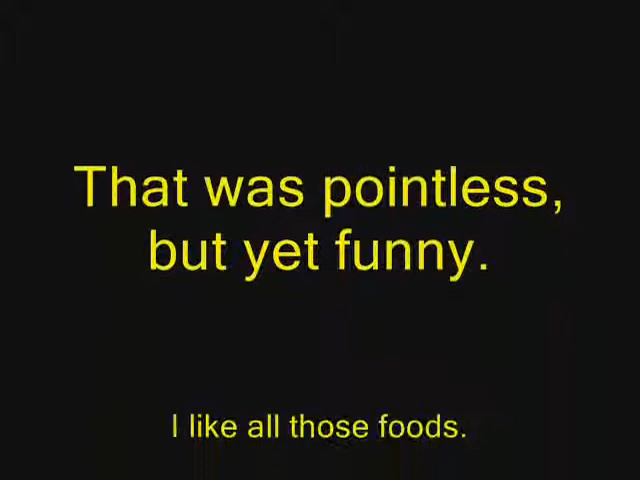 That was pointless,
but yet funny.
I like all those foods.